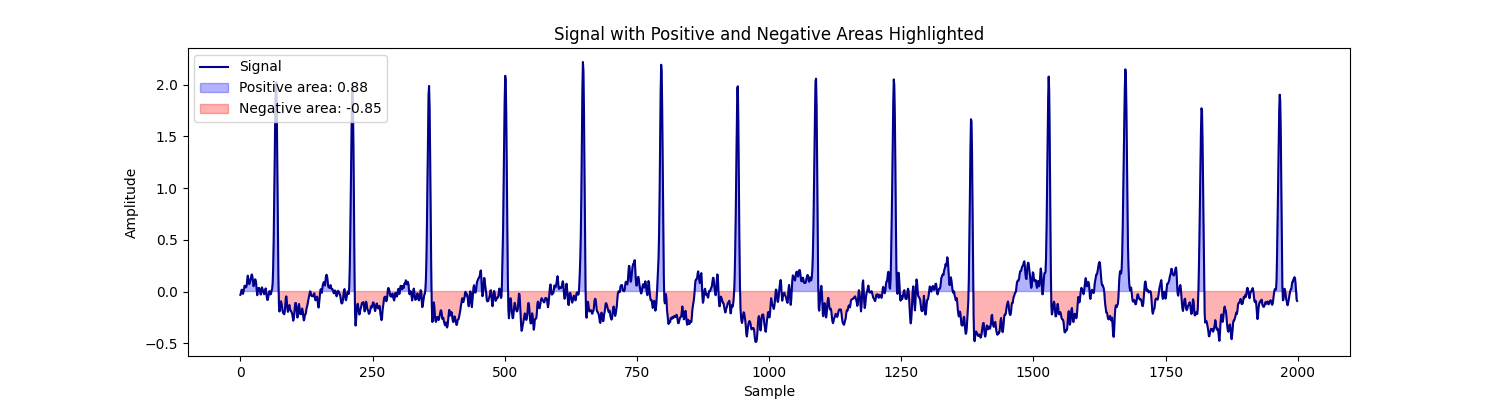 Signal with Positive and Negative Areas Highlighted
Signal
Positive area: 0.88
Negative area: -0.85
Amplitude
2.0
1.5
1.0
0.5
0.0
−0.5
0 250 500 750 1000 1250 1500 1750 2000
Sample